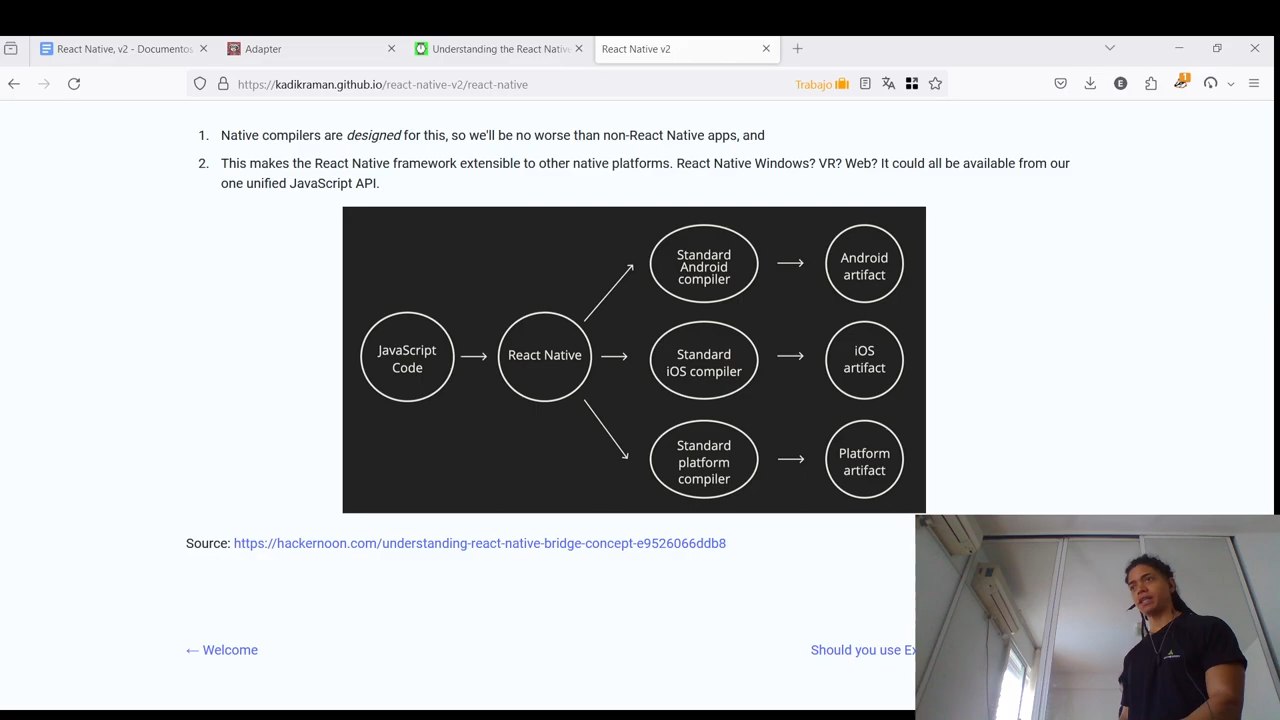 React Native, v2 - Documentos
Adapter
Understanding the React Native
React Native v2
https://kadikraman.github.io/react-native-v2/react-native
Trabajo
E
1
1. Native compilers are designed for this, so we'll be no worse than non-React Native apps, and
2. This makes the React Native framework extensible to other native platforms. React Native Windows? VR? Web? It could all be available from our
one unified JavaScript API.
Standard
Android
compiler
Android
artifact
JavaScript
Code
React Native
Standard
iOS compiler
iOS
artifact
Standard
platform
compiler
Platform
artifact
Source: https://hackernoon.com/understanding-react-native-bridge-concept-e9526066ddb8
← Welcome
Should you use Ex